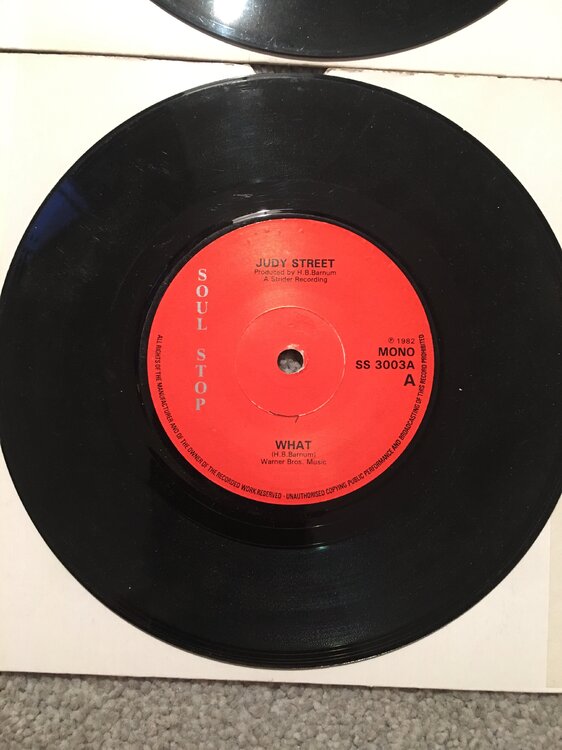 JUDY STREET
Produced by H.B.Barnum
A Strider Recording
SOUL STOP
℗ 1982
MONO
SS 3003A
A
WHAT
(H.B.Barnum)
Warner Bros. Music
ALL RIGHTS OF THE MANUFACTURER AND OF THE OWNER OF THE RECORDED WORK RESERVED - UNAUTHORISED COPYING PUBLIC PERFORMANCE AND BROADCASTING OF THIS RECORD PROHIBITED